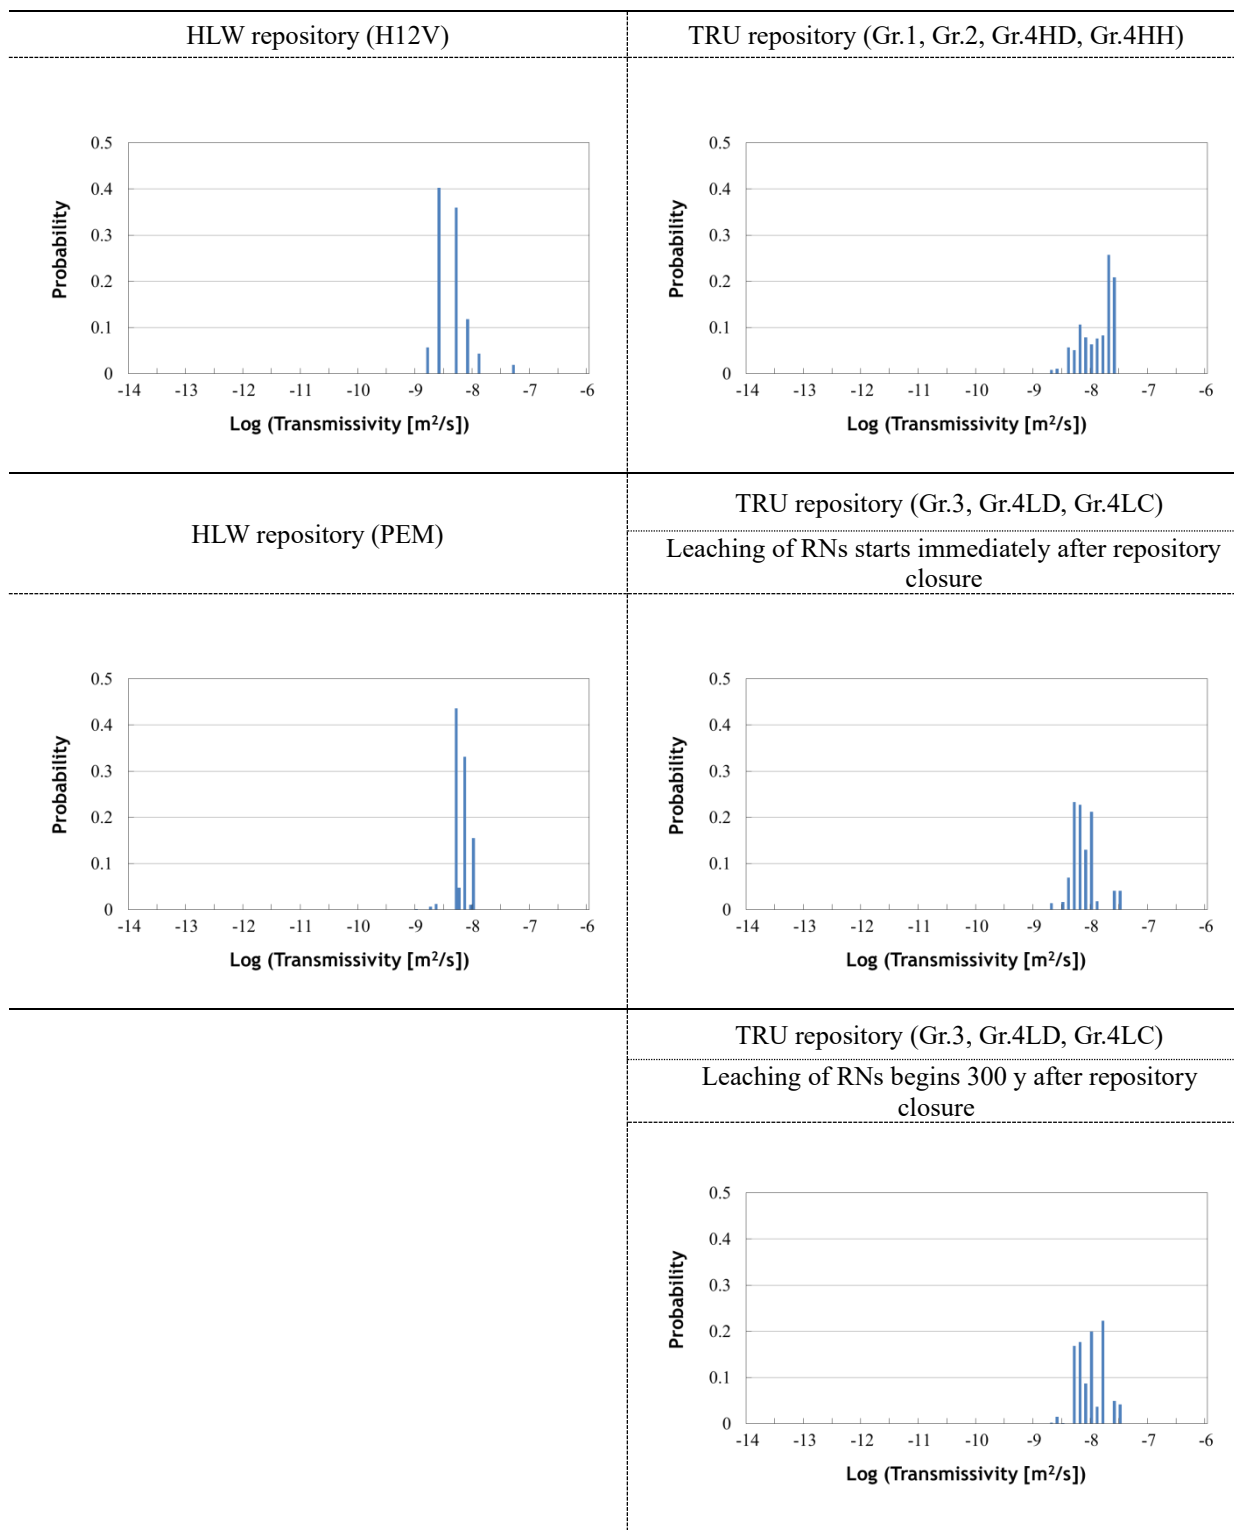 HLW repository (H12V)
TRU repository (Gr.1, Gr.2, Gr.4HD, Gr.4HH)
0.5
0.4
0.3
0.2
0.1
0
Probability
-14 -13 -12 -11 -10 -9 -8 -7 -6
Log (Transmissivity [m²/s])
0.5
0.4
0.3
0.2
0.1
0
Probability
-14 -13 -12 -11 -10 -9 -8 -7 -6
Log (Transmissivity [m²/s])
HLW repository (PEM)
TRU repository (Gr.3, Gr.4LD, Gr.4LC)
Leaching of RNs starts immediately after repository
closure
0.5
0.4
0.3
0.2
0.1
0
Probability
-14 -13 -12 -11 -10 -9 -8 -7 -6
Log (Transmissivity [m²/s])
0.5
0.4
0.3
0.2
0.1
0
Probability
-14 -13 -12 -11 -10 -9 -8 -7 -6
Log (Transmissivity [m²/s])
TRU repository (Gr.3, Gr.4LD, Gr.4LC)
Leaching of RNs begins 300 y after repository
closure
0.5
0.4
0.3
0.2
0.1
0
Probability
-14 -13 -12 -11 -10 -9 -8 -7 -6
Log (Transmissivity [m²/s])